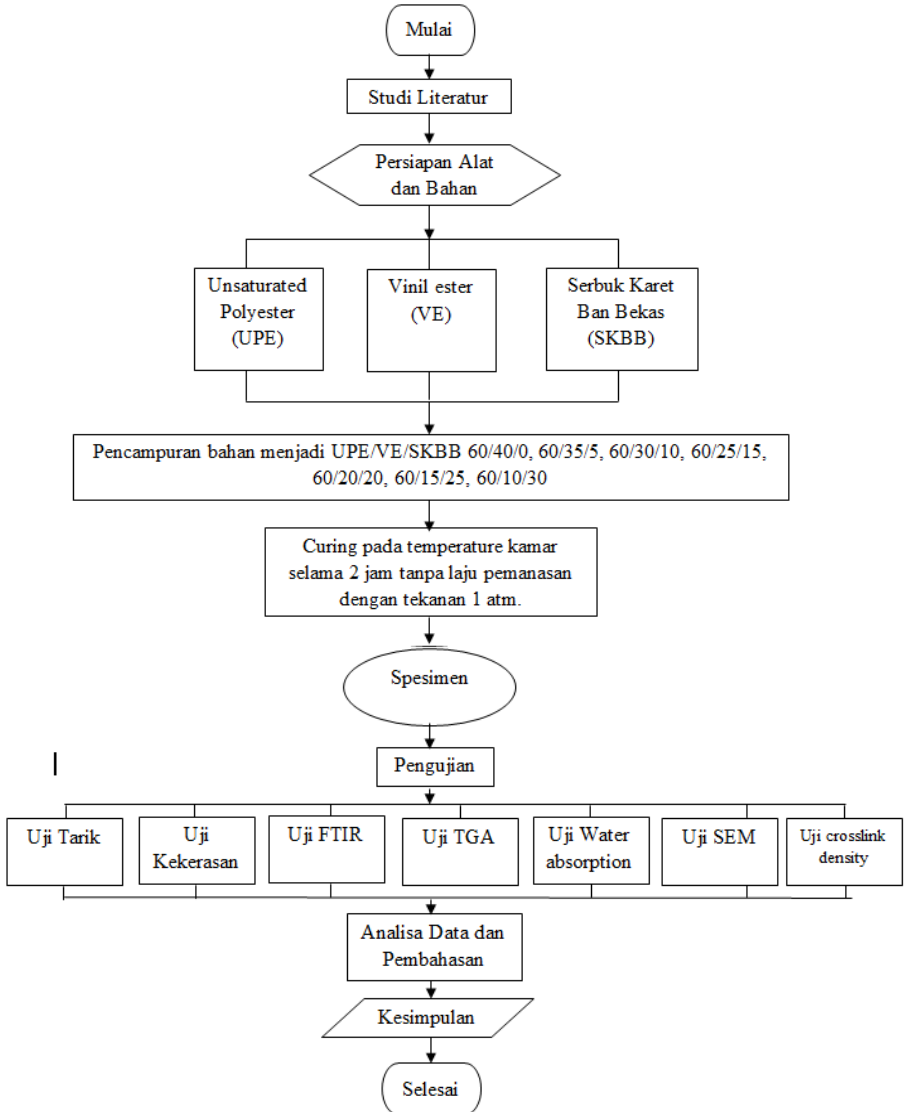 Mulai
Studi Literatur
Persiapan Alat
dan Bahan
Unsaturated
Polyester
(UPE)
Vinil ester
(VE)
Serbuk Karet
Ban Bekas
(SKBB)
Pencampuran bahan menjadi UPE/VE/SKBB 60/40/0, 60/35/5, 60/30/10, 60/25/15,
60/20/20, 60/15/25, 60/10/30
Curing pada temperature kamar
selama 2 jam tanpa laju pemanasan
dengan tekanan 1 atm.
Spesimen
Pengujian
Uji Tarik
Uji
Kekerasan
Uji FTIR
Uji TGA
Uji Water
absorption
Uji SEM
Uji crosslink
density
Analisa Data dan
Pembahasan
Kesimpulan
Selesai